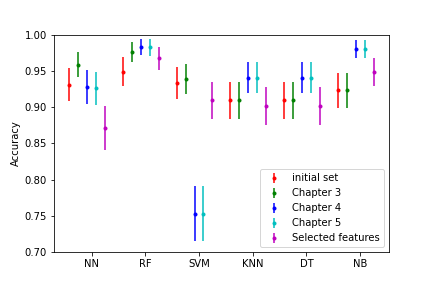 1.00
0.95
0.90
0.85
0.80
0.75
0.70
Accuracy
NN RF SVM KNN DT NB
initial set
Chapter 3
Chapter 4
Chapter 5
Selected features